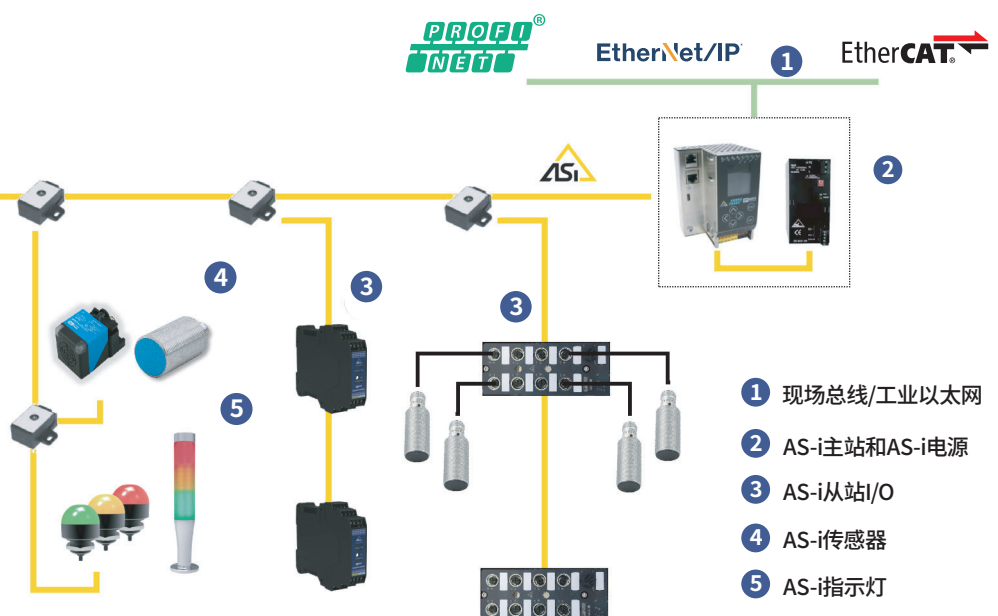 PROFI
NET®
EtherNet/IP
EtherCAT®
1
ASi
2
4
3
3
5
1 现场总线/工业以太网
2 AS-i主站和AS-i电源
3 AS-i从站I/O
4 AS-i传感器
5 AS-i指示灯